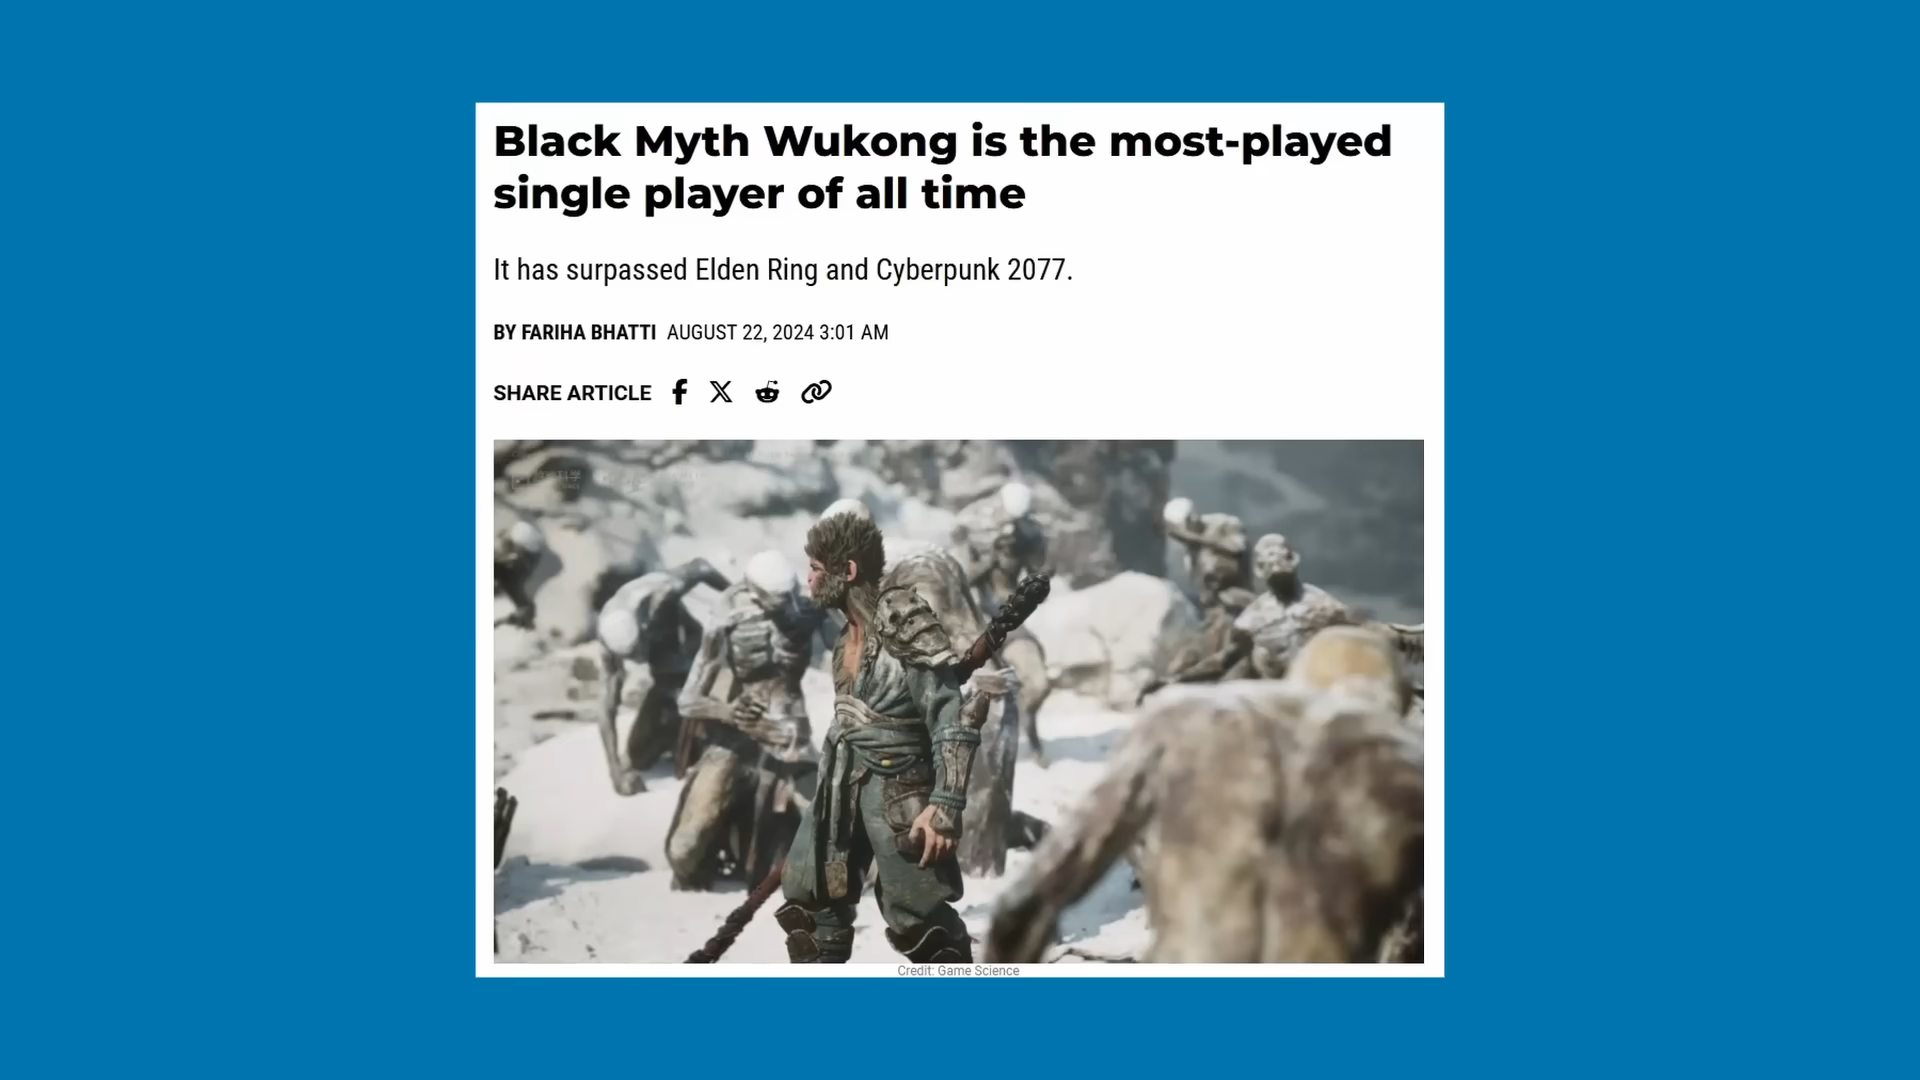 Black Myth Wukong is the most-played
single player of all time
It has surpassed Elden Ring and Cyberpunk 2077.
BY FARIHA BHATTI AUGUST 22, 2024 3:01 AM
SHARE ARTICLE
Credit: Game Science